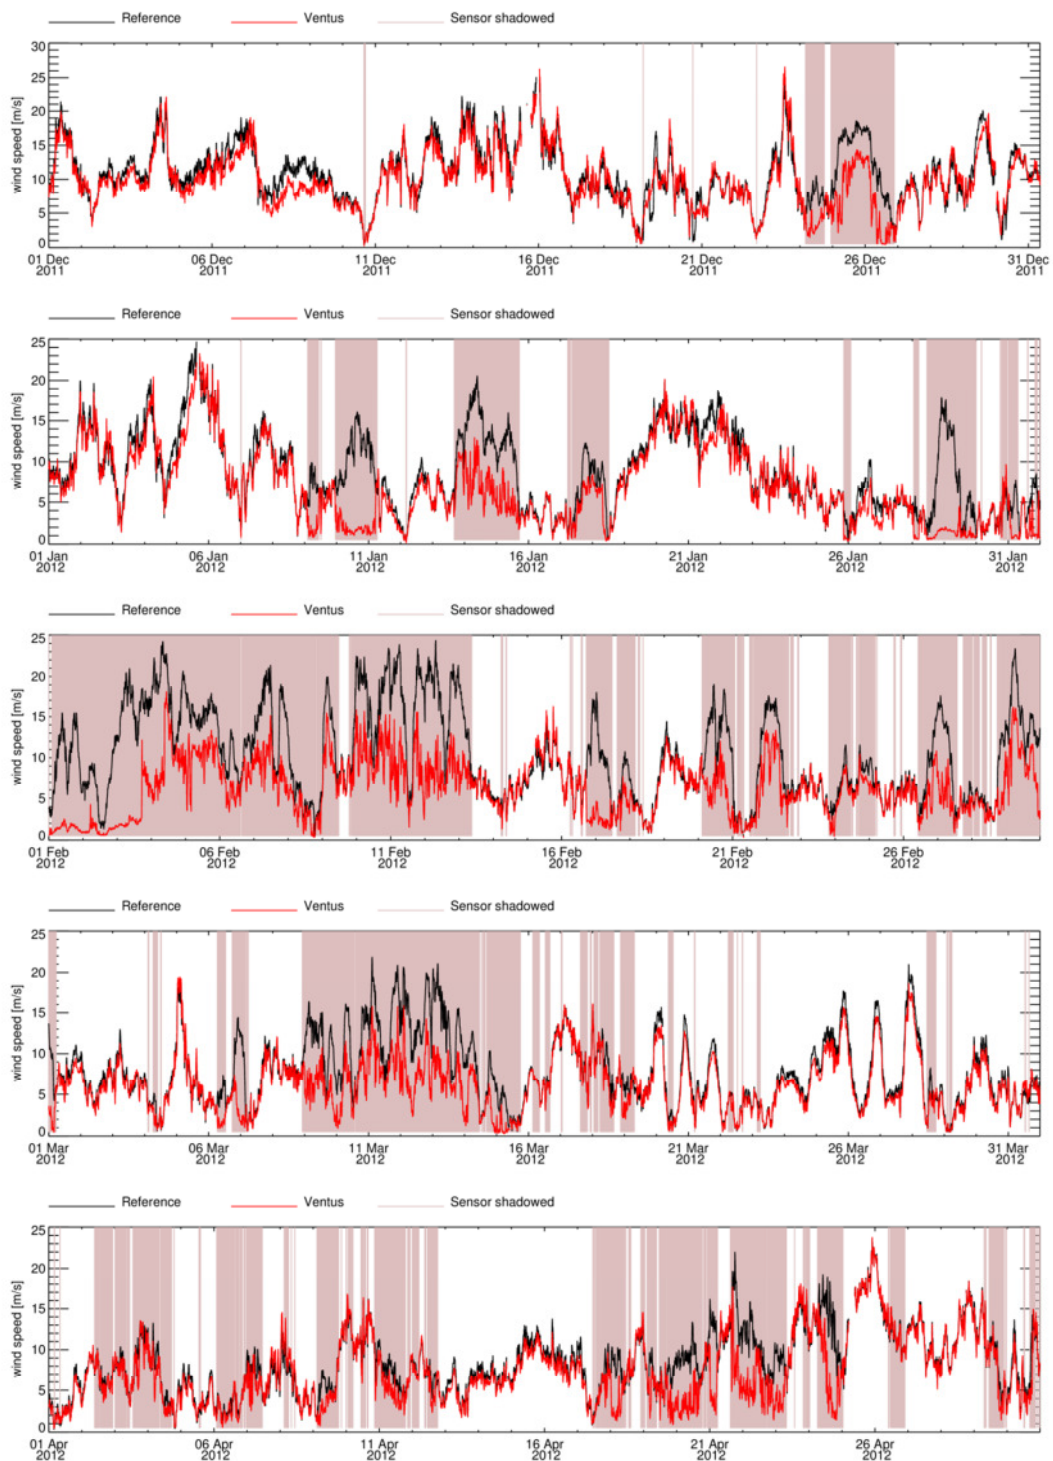 Reference Ventus Sensor shadowed
wind speed [m/s]
30
25
20
15
10
5
0
01 Dec 06 Dec 11 Dec 16 Dec 21 Dec 26 Dec 31 Dec
2011 2011 2011 2011 2011 2011 2011
Reference Ventus Sensor shadowed
wind speed [m/s]
25
20
15
10
5
0
01 Jan 06 Jan 11 Jan 16 Jan 21 Jan 26 Jan 31 Jan
2012 2012 2012 2012 2012 2012 2012
Reference Ventus Sensor shadowed
wind speed [m/s]
25
20
15
10
5
0
01 Feb 06 Feb 11 Feb 16 Feb 21 Feb 26 Feb
2012 2012 2012 2012 2012 2012
Reference Ventus Sensor shadowed
wind speed [m/s]
25
20
15
10
5
0
01 Mar 06 Mar 11 Mar 16 Mar 21 Mar 26 Mar 31 Mar
2012 2012 2012 2012 2012 2012 2012
Reference Ventus Sensor shadowed
wind speed [m/s]
25
20
15
10
5
0
01 Apr 06 Apr 11 Apr 16 Apr 21 Apr 26 Apr
2012 2012 2012 2012 2012 2012